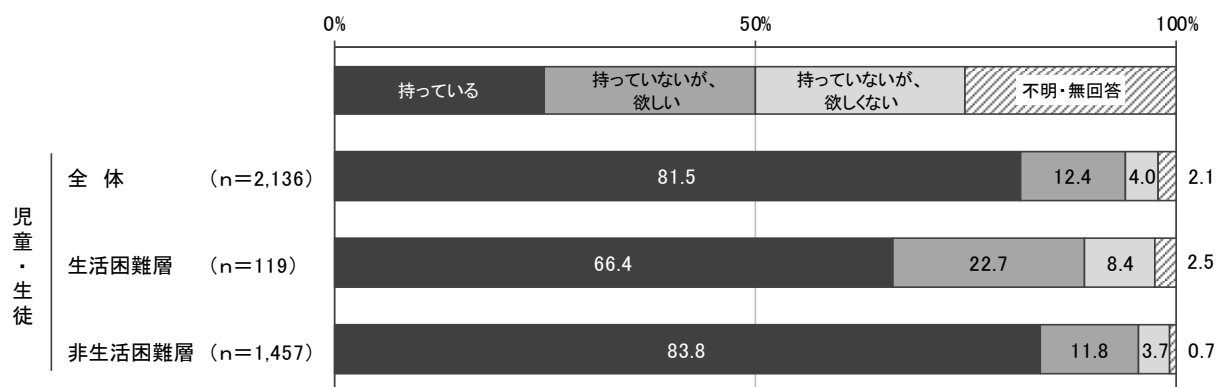 0%
50%
100%
持っている
持っていないが、
欲しい
持っていないが、
欲しくない
不明・無回答
児童・生徒
全 体 (n=2,136)
81.5
12.4
4.0
2.1
生活困難層 (n=119)
66.4
22.7
8.4
2.5
非生活困難層 (n=1,457)
83.8
11.8
3.7
0.7